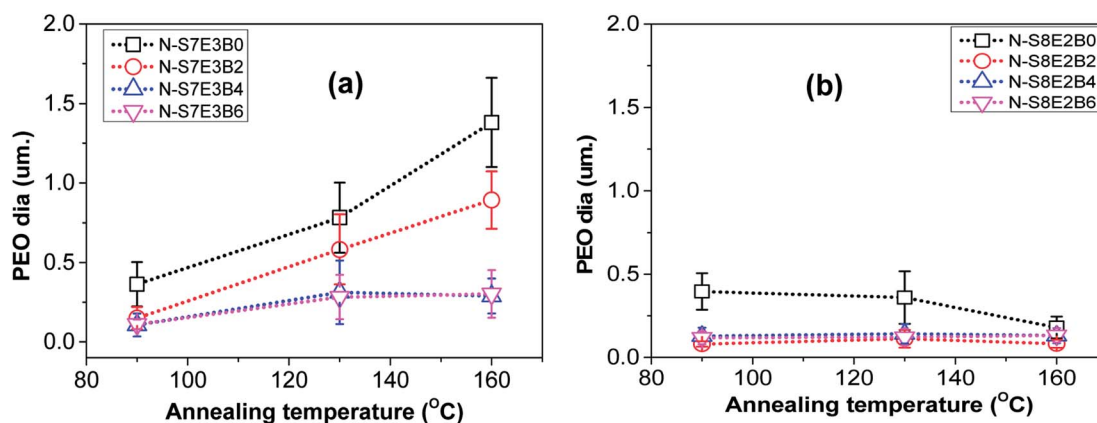 2.0
1.5
1.0
0.5
0.0
PEO dia (um.)
N-S7E3B0
N-S7E3B2
N-S7E3B4
N-S7E3B6
(a)
80 100 120 140 160
Annealing temperature (°C)
2.0
1.5
1.0
0.5
0.0
PEO dia (um.)
N-S8E2B0
N-S8E2B2
N-S8E2B4
N-S8E2B6
(b)
80 100 120 140 160
Annealing temperature (°C)